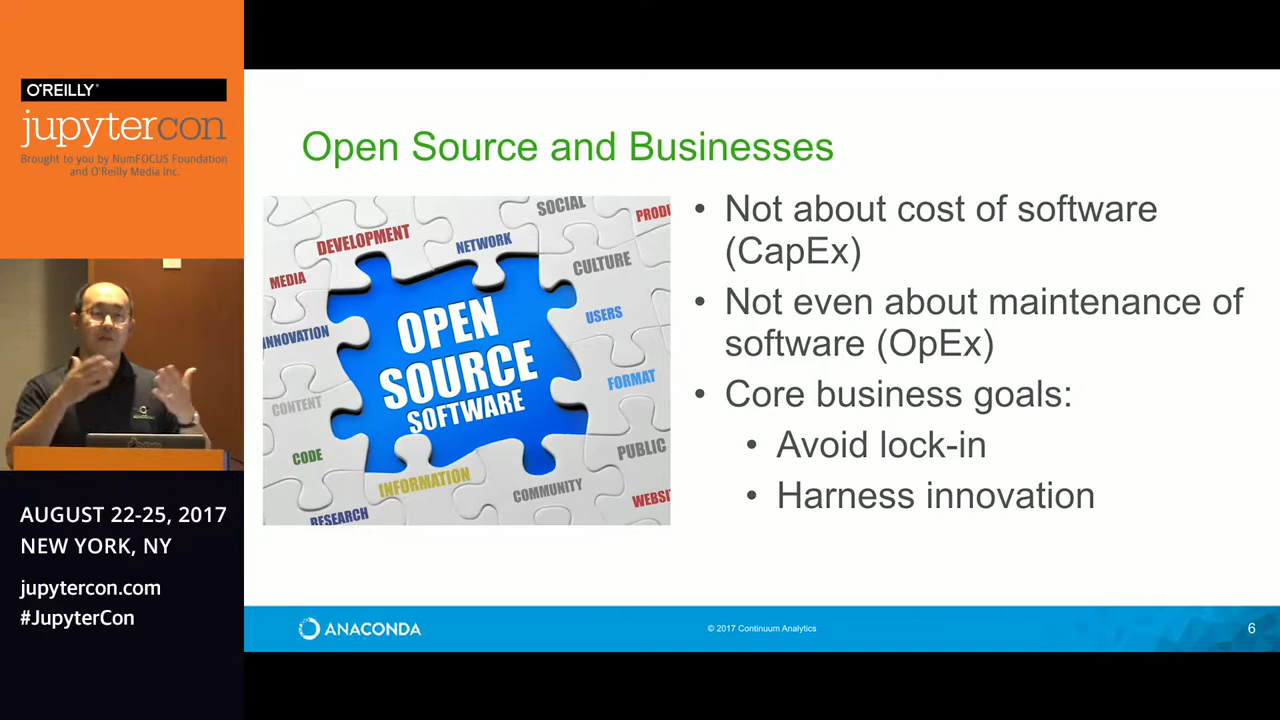 O'REILLY®
jupytercon
Brought to you by NumFOCUS Foundation
and O'Reilly Media Inc.
AUGUST 22-25, 2017
NEW YORK, NY
jupytercon.com
#JupyterCon
Open Source and Businesses
SOCIAL
DEVELOPMENT
NETWORK
MEDIA
CULTURE
INNOVATION
USERS
OPEN
SOURCE
SOFTWARE
FORMAT
CONTENT
CODE
PUBLIC
INFORMATION
COMMUNITY
RESEARCH
• Not about cost of software
(CapEx)
• Not even about maintenance of
software (OpEx)
• Core business goals:
• Avoid lock-in
• Harness innovation
ANACONDA
© 2017 Continuum Analytics
6